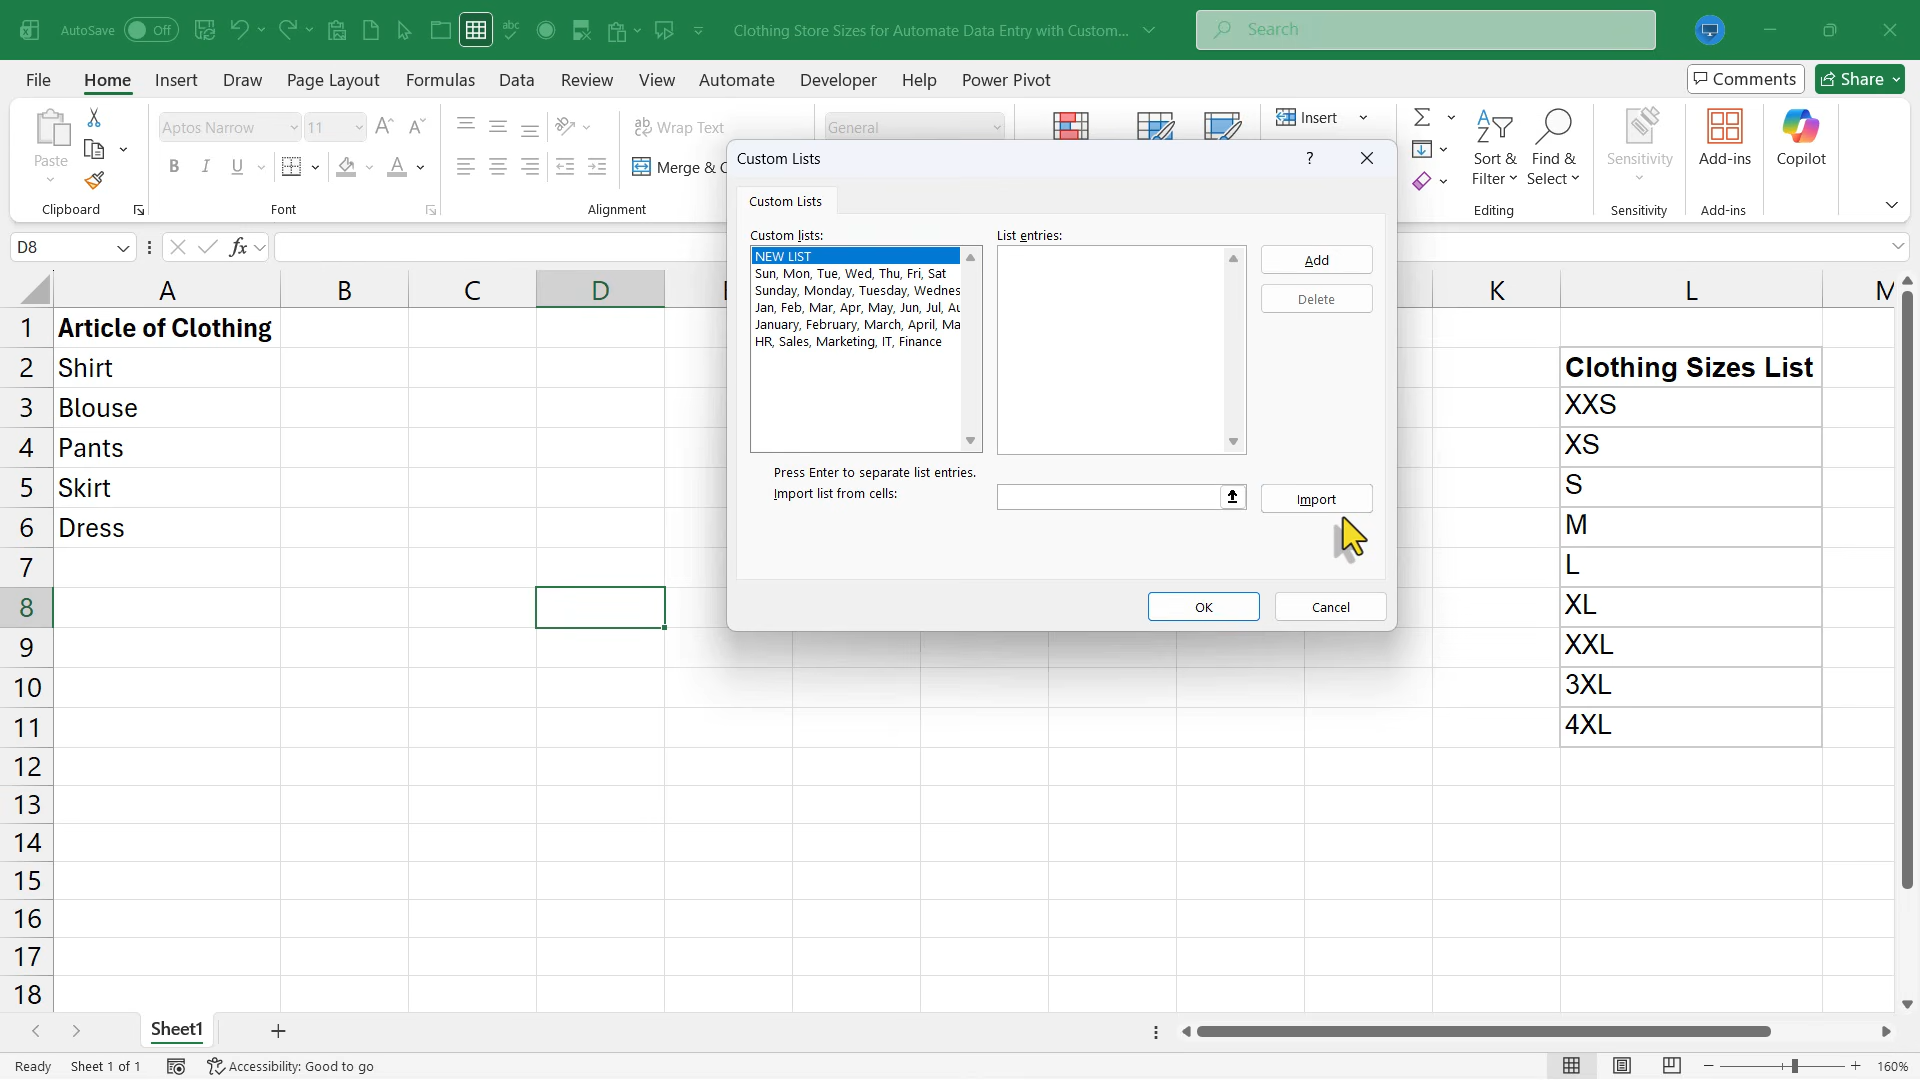 AutoSave Off
Clothing Store Sizes for Automate Data Entry with Custom...
Search
File Home Insert Draw Page Layout Formulas Data Review View Automate Developer Help Power Pivot
Comments Share
Paste
Clipboard
Aptos Narrow 11
B I U
Font
ab Wrap Text
Alignment
General
Insert
Sort & Filter
Find & Select
Editing
Sensitivity
Sensitivity
Add-ins
Add-ins
Copilot
D8
fx
Custom Lists
?
Custom Lists
Custom lists:
NEW LIST
Sun, Mon, Tue, Wed, Thu, Fri, Sat
Sunday, Monday, Tuesday, Wednes
Jan, Feb, Mar, Apr, May, Jun, Jul, Au
January, February, March, April, Ma
HR, Sales, Marketing, IT, Finance
List entries:
Add
Delete
Press Enter to separate list entries.
Import list from cells:
Import
OK
Cancel
A B C D K L M
1 Article of Clothing
2 Shirt Clothing Sizes List
3 Blouse XXS
4 Pants XS
5 Skirt S
6 Dress M
7 L
8 XL
9 XXL
10 3XL
11 4XL
12
13
14
15
16
17
18
Sheet1
Ready Sheet 1 of 1 Accessibility: Good to go
160%